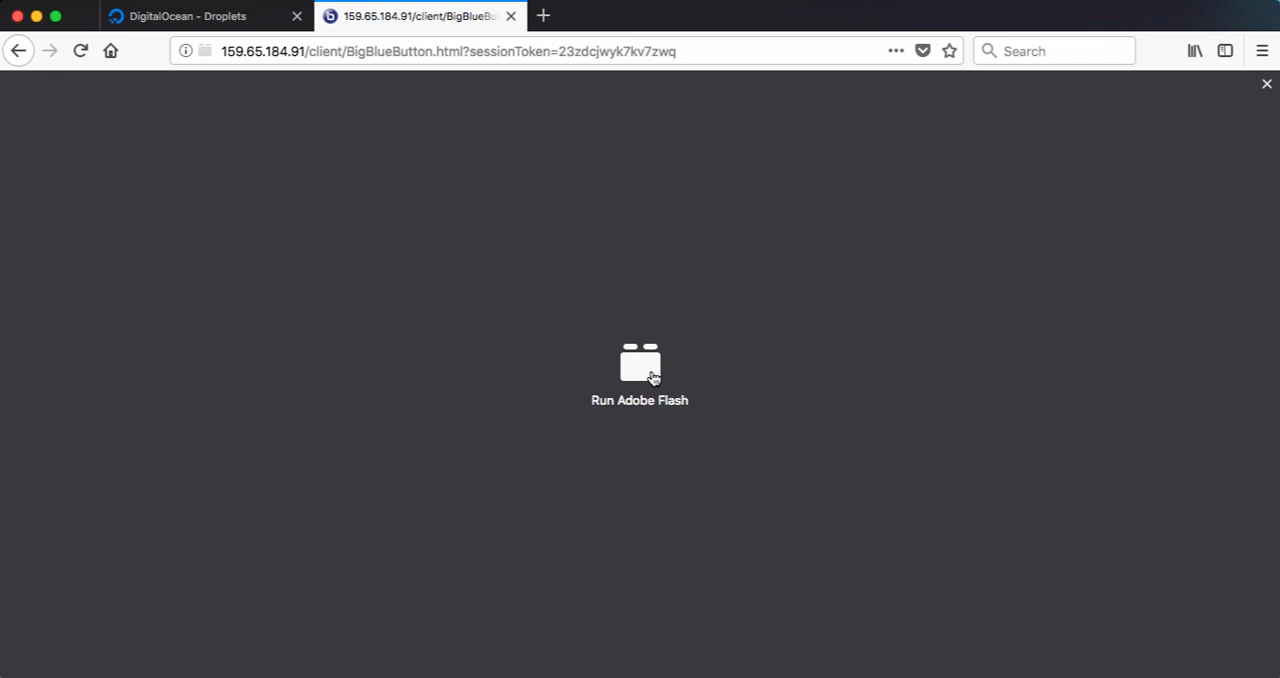 DigitalOcean - Droplets
159.65.184.91/client/BigBlueBu
159.65.184.91/client/BigBlueButton.html?sessionToken=23zdcjwyk7kv7zwq
Search
Run Adobe Flash